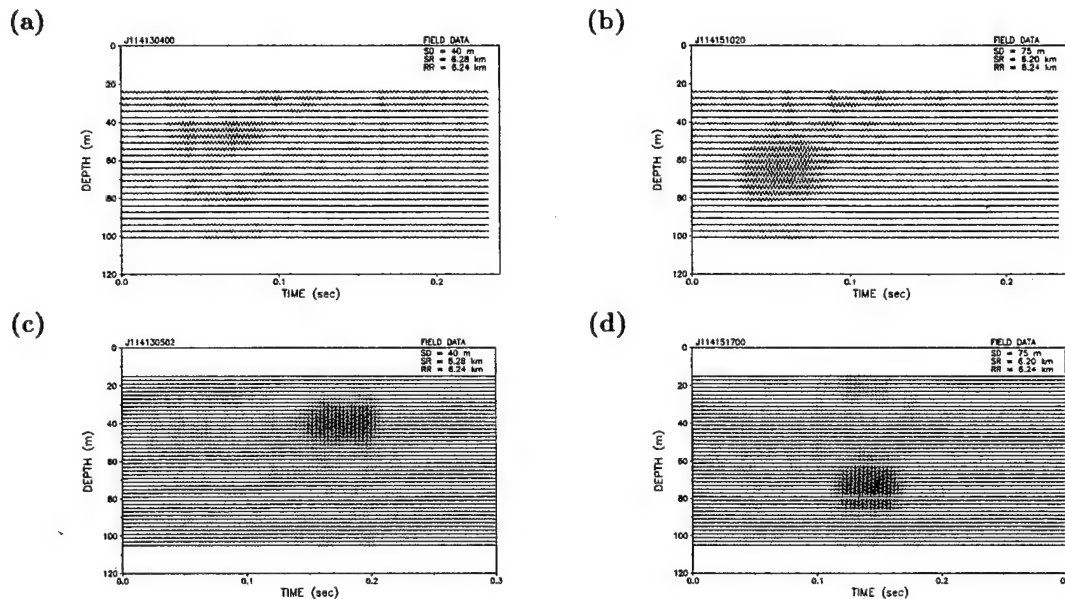 (a)
J114130400
FIELD DATA
SD = 40 m
SR = 6.28 km
RR = 6.24 km
0
20
40
60
80
100
120
DEPTH (m)
0.0
0.1
0.2
TIME (sec)
(b)
J114151020
FIELD DATA
SD = 75 m
SR = 6.20 km
RR = 6.24 km
0
20
40
60
80
100
120
DEPTH (m)
0.0
0.1
0.2
TIME (sec)
(c)
J114130502
FIELD DATA
SD = 40 m
SR = 6.28 km
RR = 6.24 km
0
20
40
60
80
100
120
DEPTH (m)
0.0
0.1
0.2
0.3
TIME (sec)
(d)
J114151700
FIELD DATA
SD = 75 m
SR = 6.20 km
RR = 6.24 km
0
20
40
60
80
100
120
DEPTH (m)
0.0
0.1
0.2
0.3
TIME (sec)